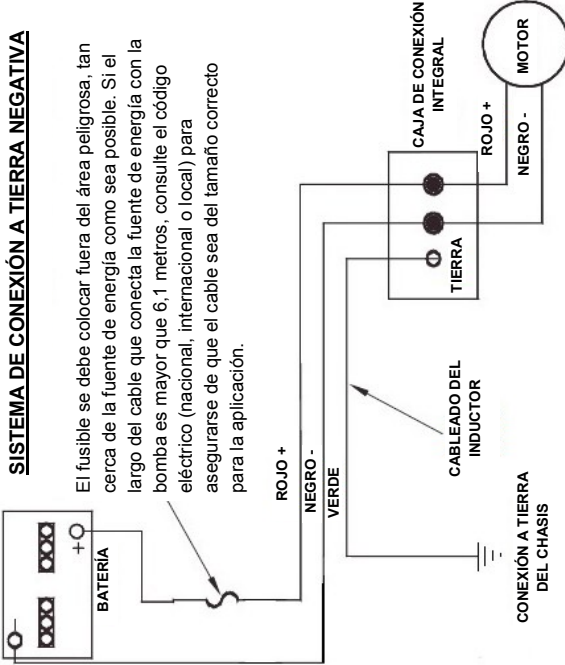 SISTEMA DE CONEXIÓN A TIERRA NEGATIVA
El fusible se debe colocar fuera del área peligrosa, tan
cerca de la fuente de energía como sea posible. Si el
largo del cable que conecta la fuente de energía con la
bomba es mayor que 6,1 metros, consulte el código
eléctrico (nacional, internacional o local) para
asegurarse de que el cable sea del tamaño correcto
para la aplicación.
-
+
BATERÍA
ROJO +
NEGRO -
VERDE
CABLEADO DEL
INDUCTOR
CONEXIÓN A TIERRA
DEL CHASIS
CAJA DE CONEXIÓN
INTEGRAL
TIERRA
ROJO +
NEGRO -
MOTOR